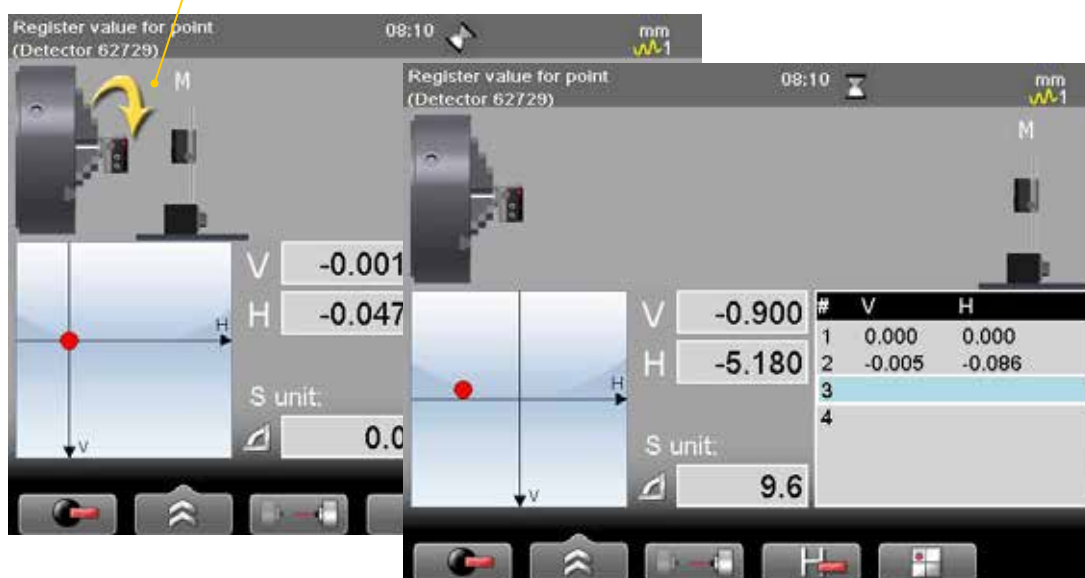 Register value for point
(Detector 62729)
08:10
mm
1
M
V
-0.001
H
-0.047
H
V
S unit:
0.0
Register value for point
(Detector 62729)
08:10
mm
1
M
V
-0.900
H
-5.180
H
V
S unit:
9.6
# V H
1 0.000 0.000
2 -0.005 -0.086
3
4
H